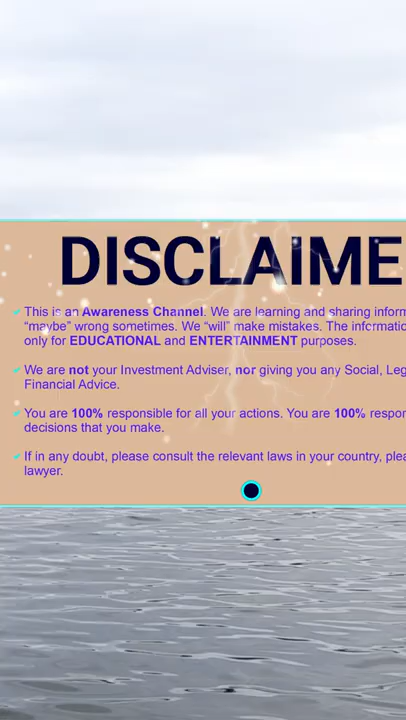 DISCLAIME
This is an Awareness Channel. We are learning and sharing inform
"maybe" wrong sometimes. We "will" make mistakes. The informatio
only for EDUCATIONAL and ENTERTAINMENT purposes.
We are not your Investment Adviser, nor giving you any Social, Leg
Financial Advice.
You are 100% responsible for all your actions. You are 100% respon
decisions that you make.
If in any doubt, please consult the relevant laws in your country, plea
lawyer.